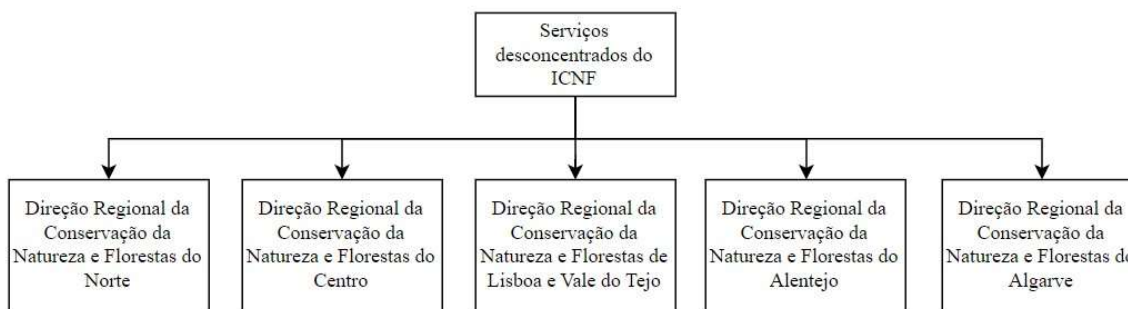 Serviços
desconcentrados do
ICNF
Direção Regional da
Conservação da
Natureza e Florestas do
Norte
Direção Regional da
Conservação da
Natureza e Florestas do
Centro
Direção Regional da
Conservação da
Natureza e Florestas de
Lisboa e Vale do Tejo
Direção Regional da
Conservação da
Natureza e Florestas do
Alentejo
Direção Regional da
Conservação da
Natureza e Florestas do
Algarve